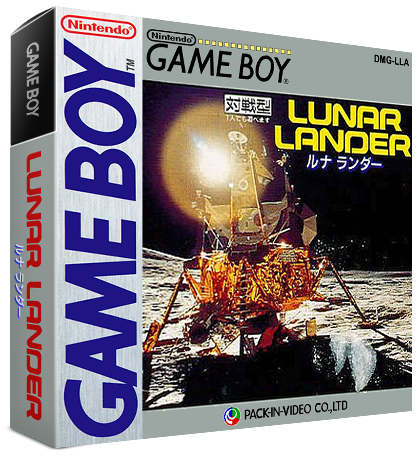 GAME BOY
LUNAR LANDER
ルナ ランダー
Nintendo
GAME BOY™
Nintendo
GAME BOY®
DMG-LLA
対戦型
1人でも遊べます
LUNAR
LANDER
ルナ ランダー
PACK-IN-VIDEO CO.,LTD